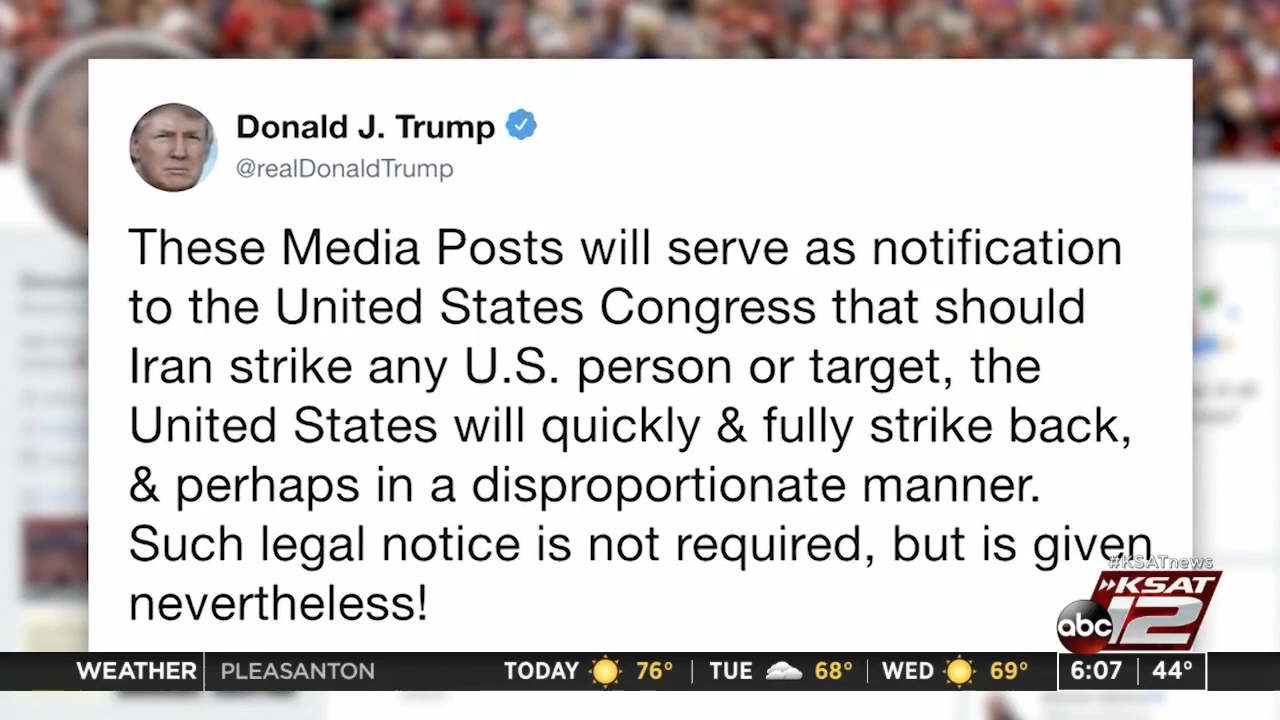 Donald J. Trump
@realDonaldTrump
These Media Posts will serve as notification
to the United States Congress that should
Iran strike any U.S. person or target, the
United States will quickly & fully strike back,
& perhaps in a disproportionate manner.
Such legal notice is not required, but is given
nevertheless!
#KSATnews
KSAT
abc 12
WEATHER PLEASANTON TODAY 76° TUE 68° WED 69° 6:07 44°